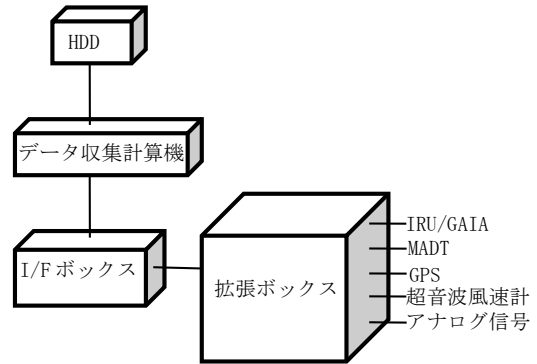 HDD
データ収集計算機
I/Fボックス
拡張ボックス
IRU/GAIA
MADT
GPS
超音波風速計
アナログ信号